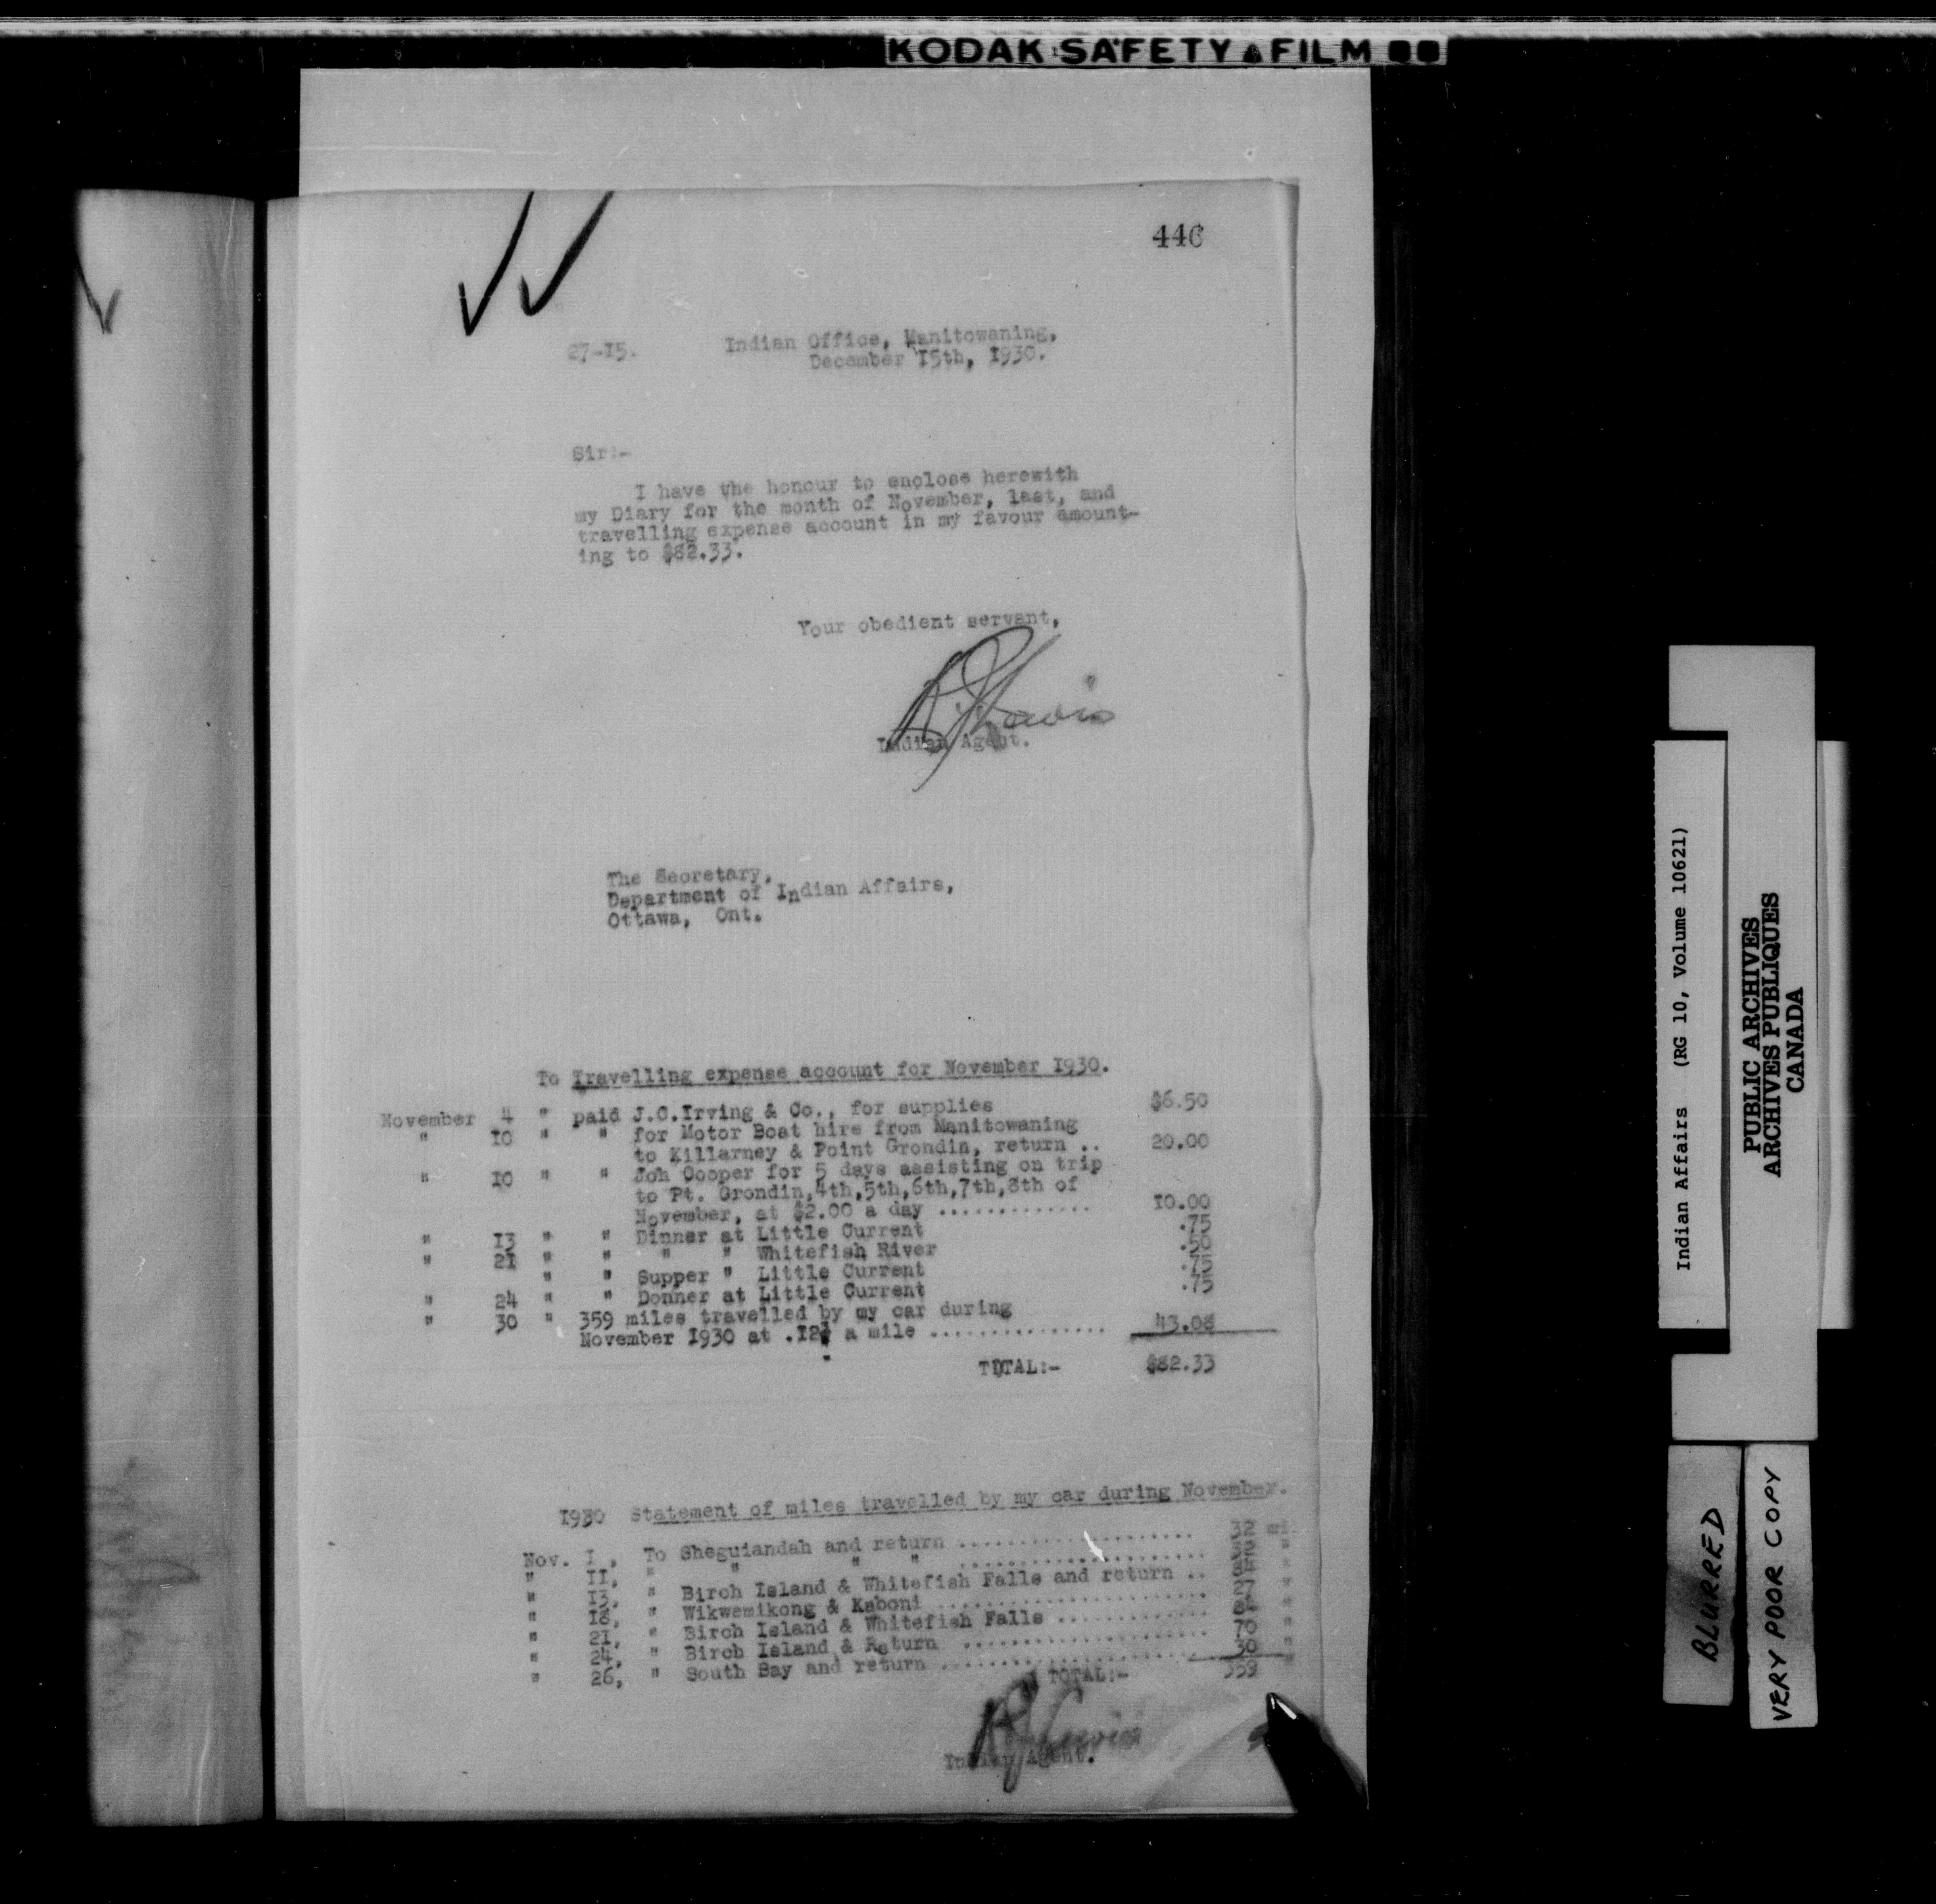 KODAK SAFETY FILM
446
27-15. Indian Office, Manitowaning,
December 15th, 1930.
Sir:-
I have the honour to enclose herewith
my Diary for the month of November, last, and
travelling expense account in my favour amount-
ing to $82.33.
Your obedient servant,
Indian Agent.
The Secretary,
Department of Indian Affairs,
Ottawa, Ont.
To Travelling expense account for November 1930.
November 4 " paid J.C.Irving & Co., for supplies $6.50
" 10 " " for Motor Boat hire from Manitowaning
to Killarney & Point Grondin, return .. 20.00
" 10 " " Joh Cooper for 5 days assisting on trip
to Pt. Grondin,4th,5th,6th,7th,8th of
November, at $2.00 a day ............. 10.00
" 13 " " Dinner at Little Current .75
" 21 " " " " Whitefish River .50
" " Supper " Little Current .75
" 24 " " Donner at Little Current .75
" 30 " 359 miles travelled by my car during
November 1930 at .12¢ a mile ............... 43.08
TOTAL:- $82.33
1930 Statement of miles travelled by my car during November.
Nov. I , To Sheguiandah and return .................... 32 mi
" II, " " " " ..................... "
" 13, " Birch Island & Whitefish Falls and return .. 84 "
" 18, " Wikwemikong & Kaboni ....................... 27 "
" 21, " Birch Island & Whitefish Falls ............. 84 "
" 24, " Birch Island & Return ..................... 70 "
" 26, " South Bay and return ....................... 30 "
TOTAL:- 359 "
Indian Agent.
Indian Affairs (RG 10, Volume 10621)
PUBLIC ARCHIVES
ARCHIVES PUBLIQUES
CANADA
BLURRED
VERY POOR COPY